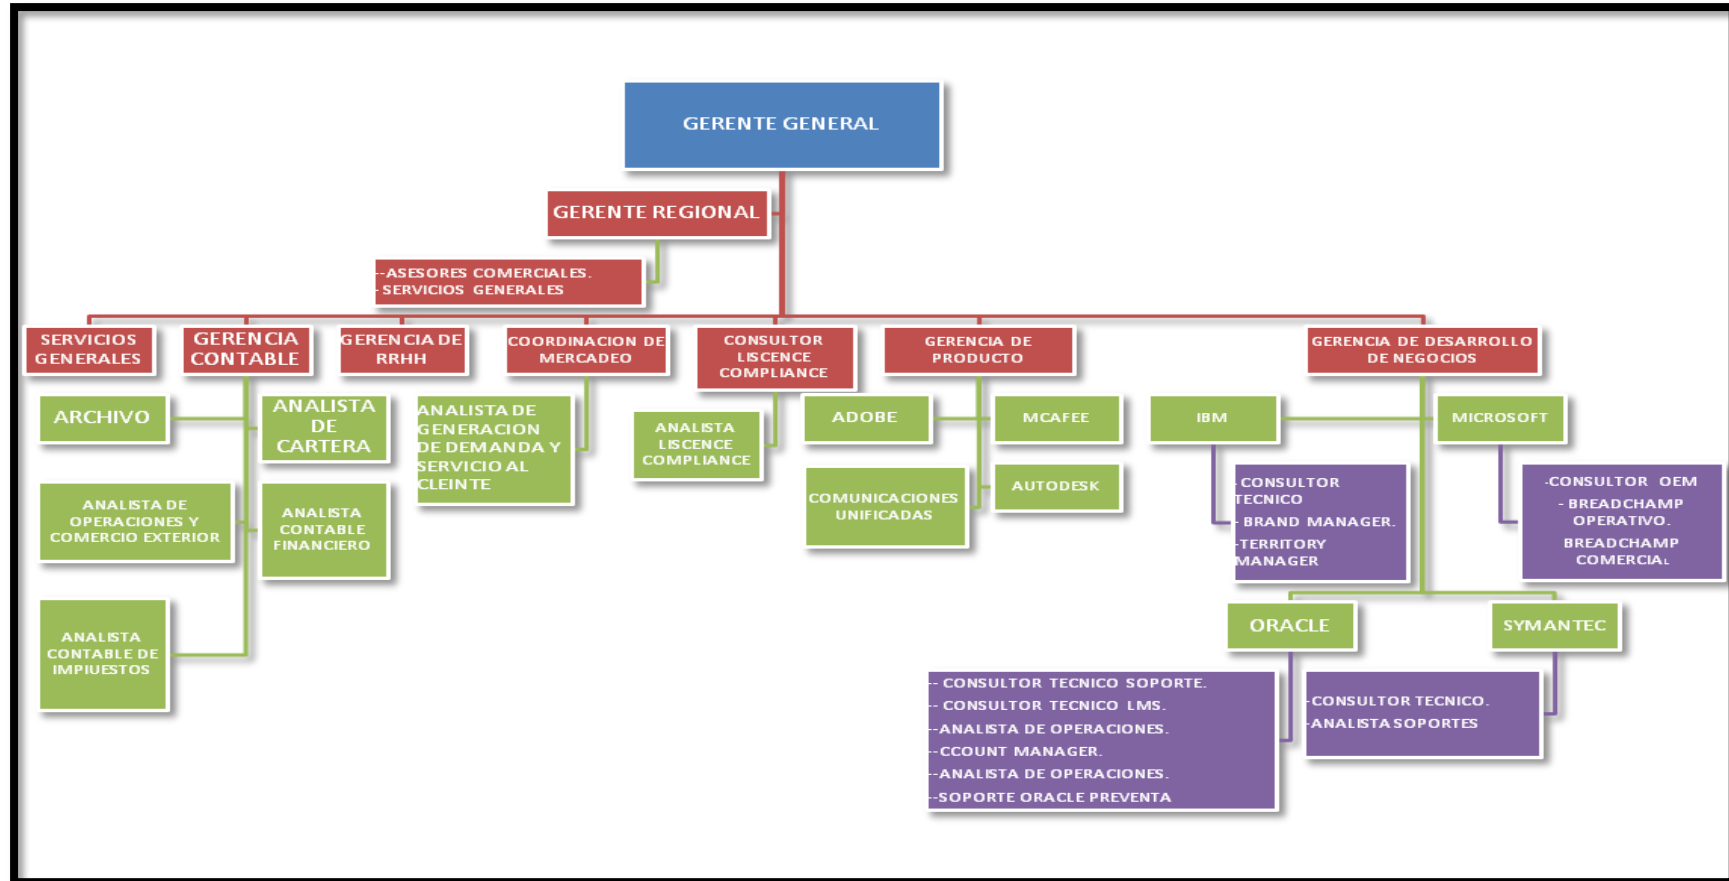 GERENTE GENERAL
GERENTE REGIONAL
--ASESORES COMERCIALES.
- SERVICIOS GENERALES
SERVICIOS
GENERALES
GERENCIA
CONTABLE
GERENCIA DE
RRHH
COORDINACION DE
MERCADEO
CONSULTOR
LISCENCE
COMPLIANCE
GERENCIA DE
PRODUCTO
GERENCIA DE DESARROLLO
DE NEGOCIOS
ARCHIVO
ANALISTA
DE
CARTERA
ANALISTA DE
GENERACION
DE DEMANDA Y
SERVICIO AL
CLEINTE
ANALISTA
LISCENCE
COMPLIANCE
ADOBE
MCAFEE
IBM
MICROSOFT
ANALISTA DE
OPERACIONES Y
COMERCIO EXTERIOR
ANALISTA
CONTABLE
FINANCIERO
COMUNICACIONES
UNIFICADAS
AUTODESK
- CONSULTOR
TECNICO
- BRAND MANAGER.
-TERRITORY
MANAGER
-CONSULTOR OEM
- BREADCHAMP
OPERATIVO.
BREADCHAMP
COMERCIAL
ANALISTA
CONTABLE DE
IMPIUESTOS
ORACLE
SYMANTEC
-- CONSULTOR TECNICO SOPORTE.
-- CONSULTOR TECNICO LMS.
--ANALISTA DE OPERACIONES.
--CCOUNT MANAGER.
--ANALISTA DE OPERACIONES.
--SOPORTE ORACLE PREVENTA
-CONSULTOR TECNICO.
-ANALISTA SOPORTES